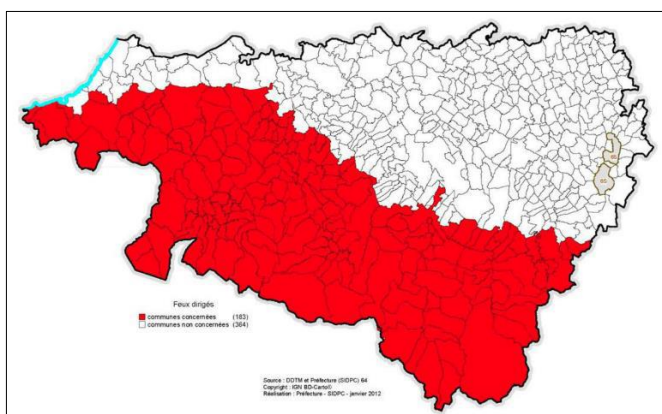 Feux dirigés
communes concernées (183)
communes non concernées (364)
Source : DDTM et Préfecture (SIDPC) 64
Copyright : IGN BD-Carto©
Réalisation : Préfecture - SIDPC - janvier 2012